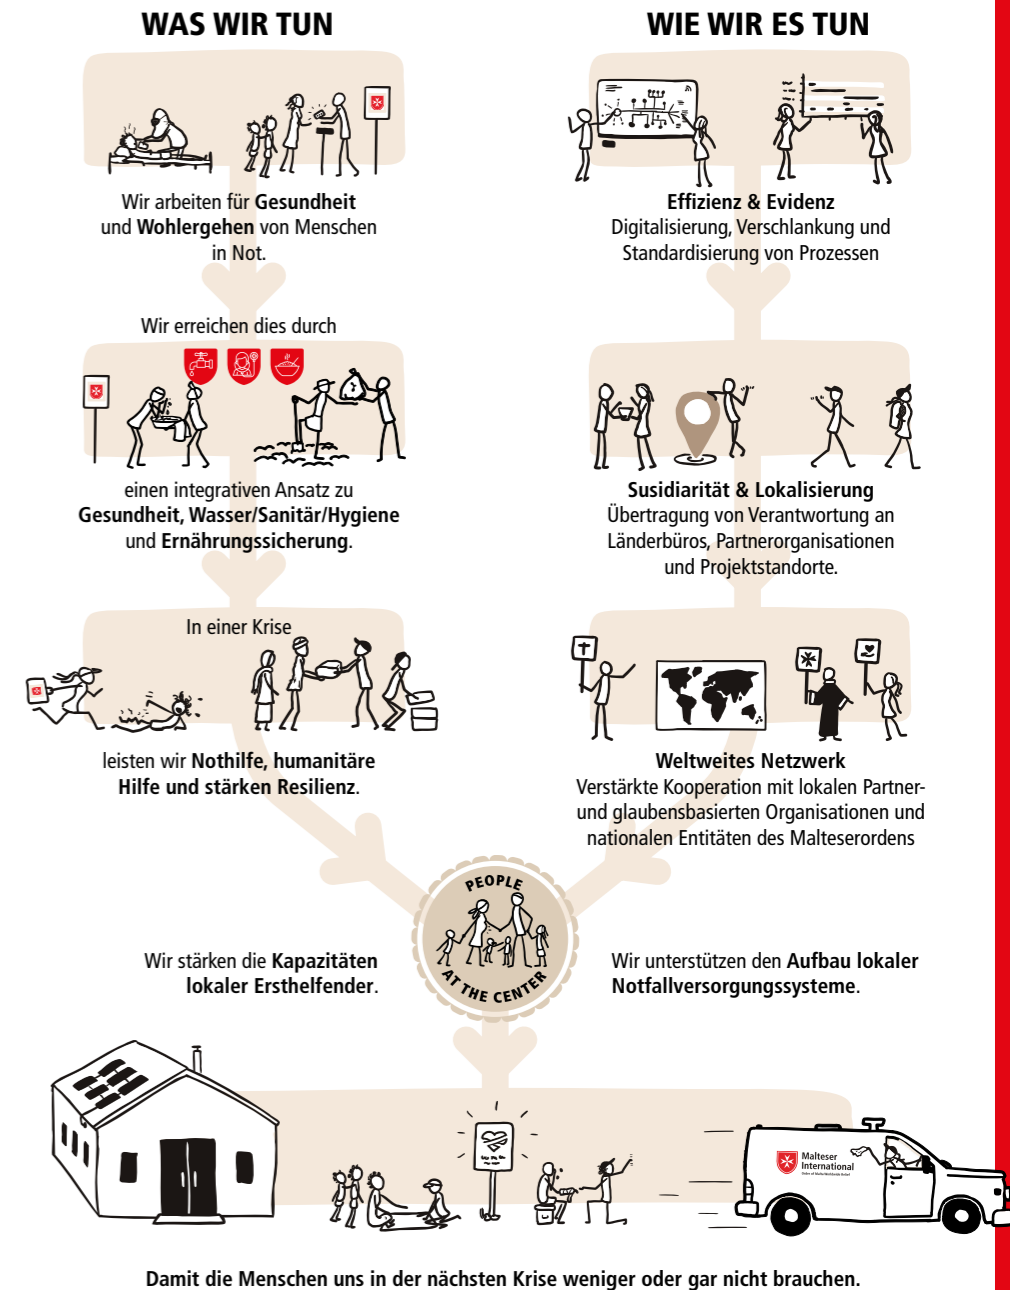 WAS WIR TUN
Wir arbeiten für Gesundheit
und Wohlergehen von Menschen
in Not.
Wir erreichen dies durch
einen integrativen Ansatz zu
Gesundheit, Wasser/Sanitär/Hygiene
und Ernährungssicherung.
In einer Krise
leisten wir Nothilfe, humanitäre
Hilfe und stärken Resilienz.
WIE WIR ES TUN
Effizienz & Evidenz
Digitalisierung, Verschlankung und
Standardisierung von Prozessen
Susidiarität & Lokalisierung
Übertragung von Verantwortung an
Länderbüros, Partnerorganisationen
und Projektstandorte.
Weltweites Netzwerk
Verstärkte Kooperation mit lokalen Partner-
und glaubensbasierten Organisationen und
nationalen Entitäten des Malteserordens
PEOPLE
AT THE CENTER
Wir stärken die Kapazitäten
lokaler Ersthelfender.
Wir unterstützen den Aufbau lokaler
Notfallversorgungssysteme.
Malteser
International
Order of Malta Worldwide Relief
Damit die Menschen uns in der nächsten Krise weniger oder gar nicht brauchen.